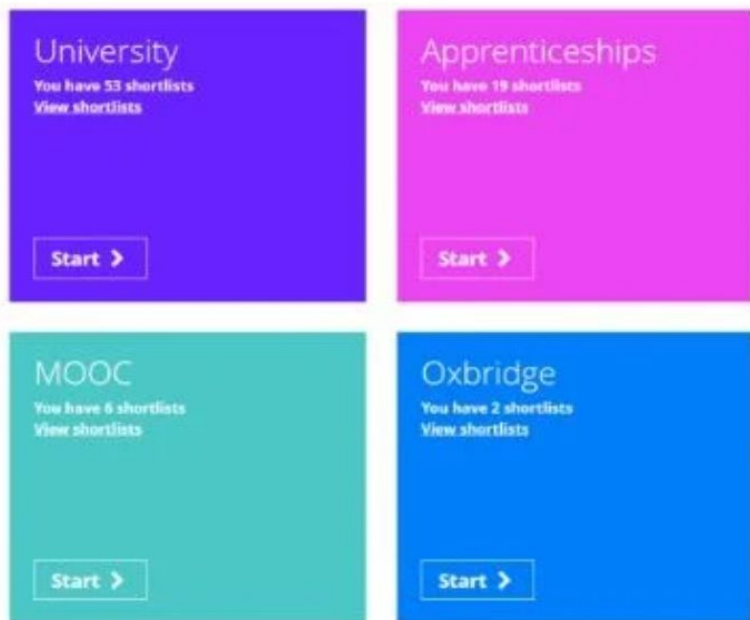 University
You have 53 shortlists
View shortlists
Start
Apprenticeships
You have 19 shortlists
View shortlists
Start
MOOC
You have 6 shortlists
View shortlists
Start
Oxbridge
You have 2 shortlists
View shortlists
Start